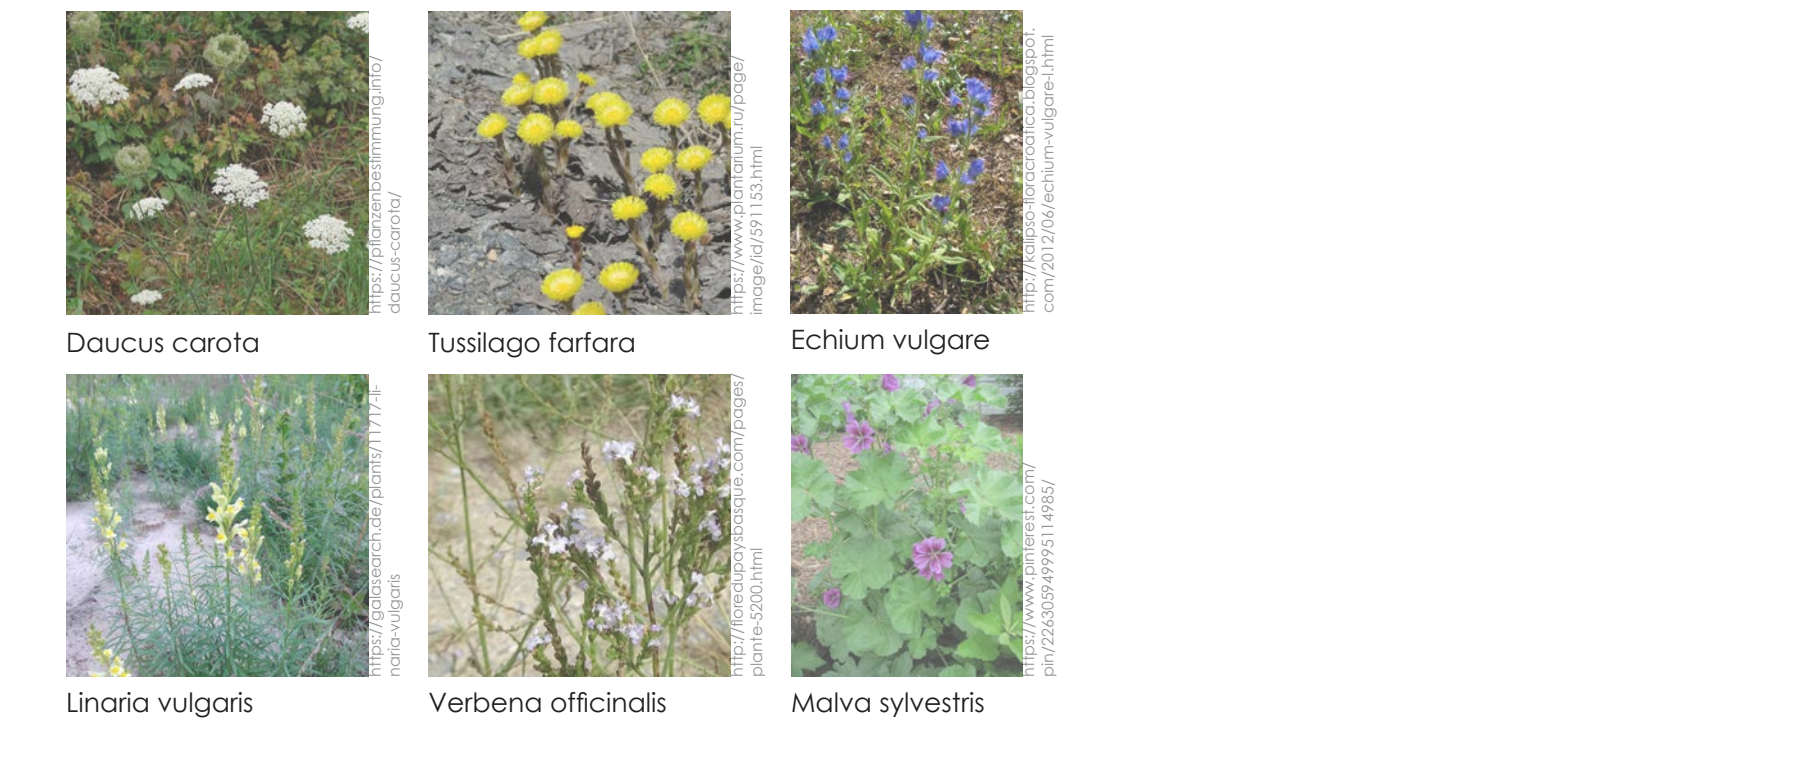 https://pflanzenbestimmung.info/
daucus-carota/
Daucus carota
https://www.plantarium.ru/page/
image/id/591153.html
Tussilago farfara
http://kalipso-floracroatica.blogspot.
com/2012/06/echium-vulgare-l.html
Echium vulgare
https://galasearch.de/plants/11717-li-
naria-vulgaris
Linaria vulgaris
http://floredupaysbasque.com/pages/
plante-5200.html
Verbena officinalis
https://www.pinterest.com/
pin/226305949995114985/
Malva sylvestris